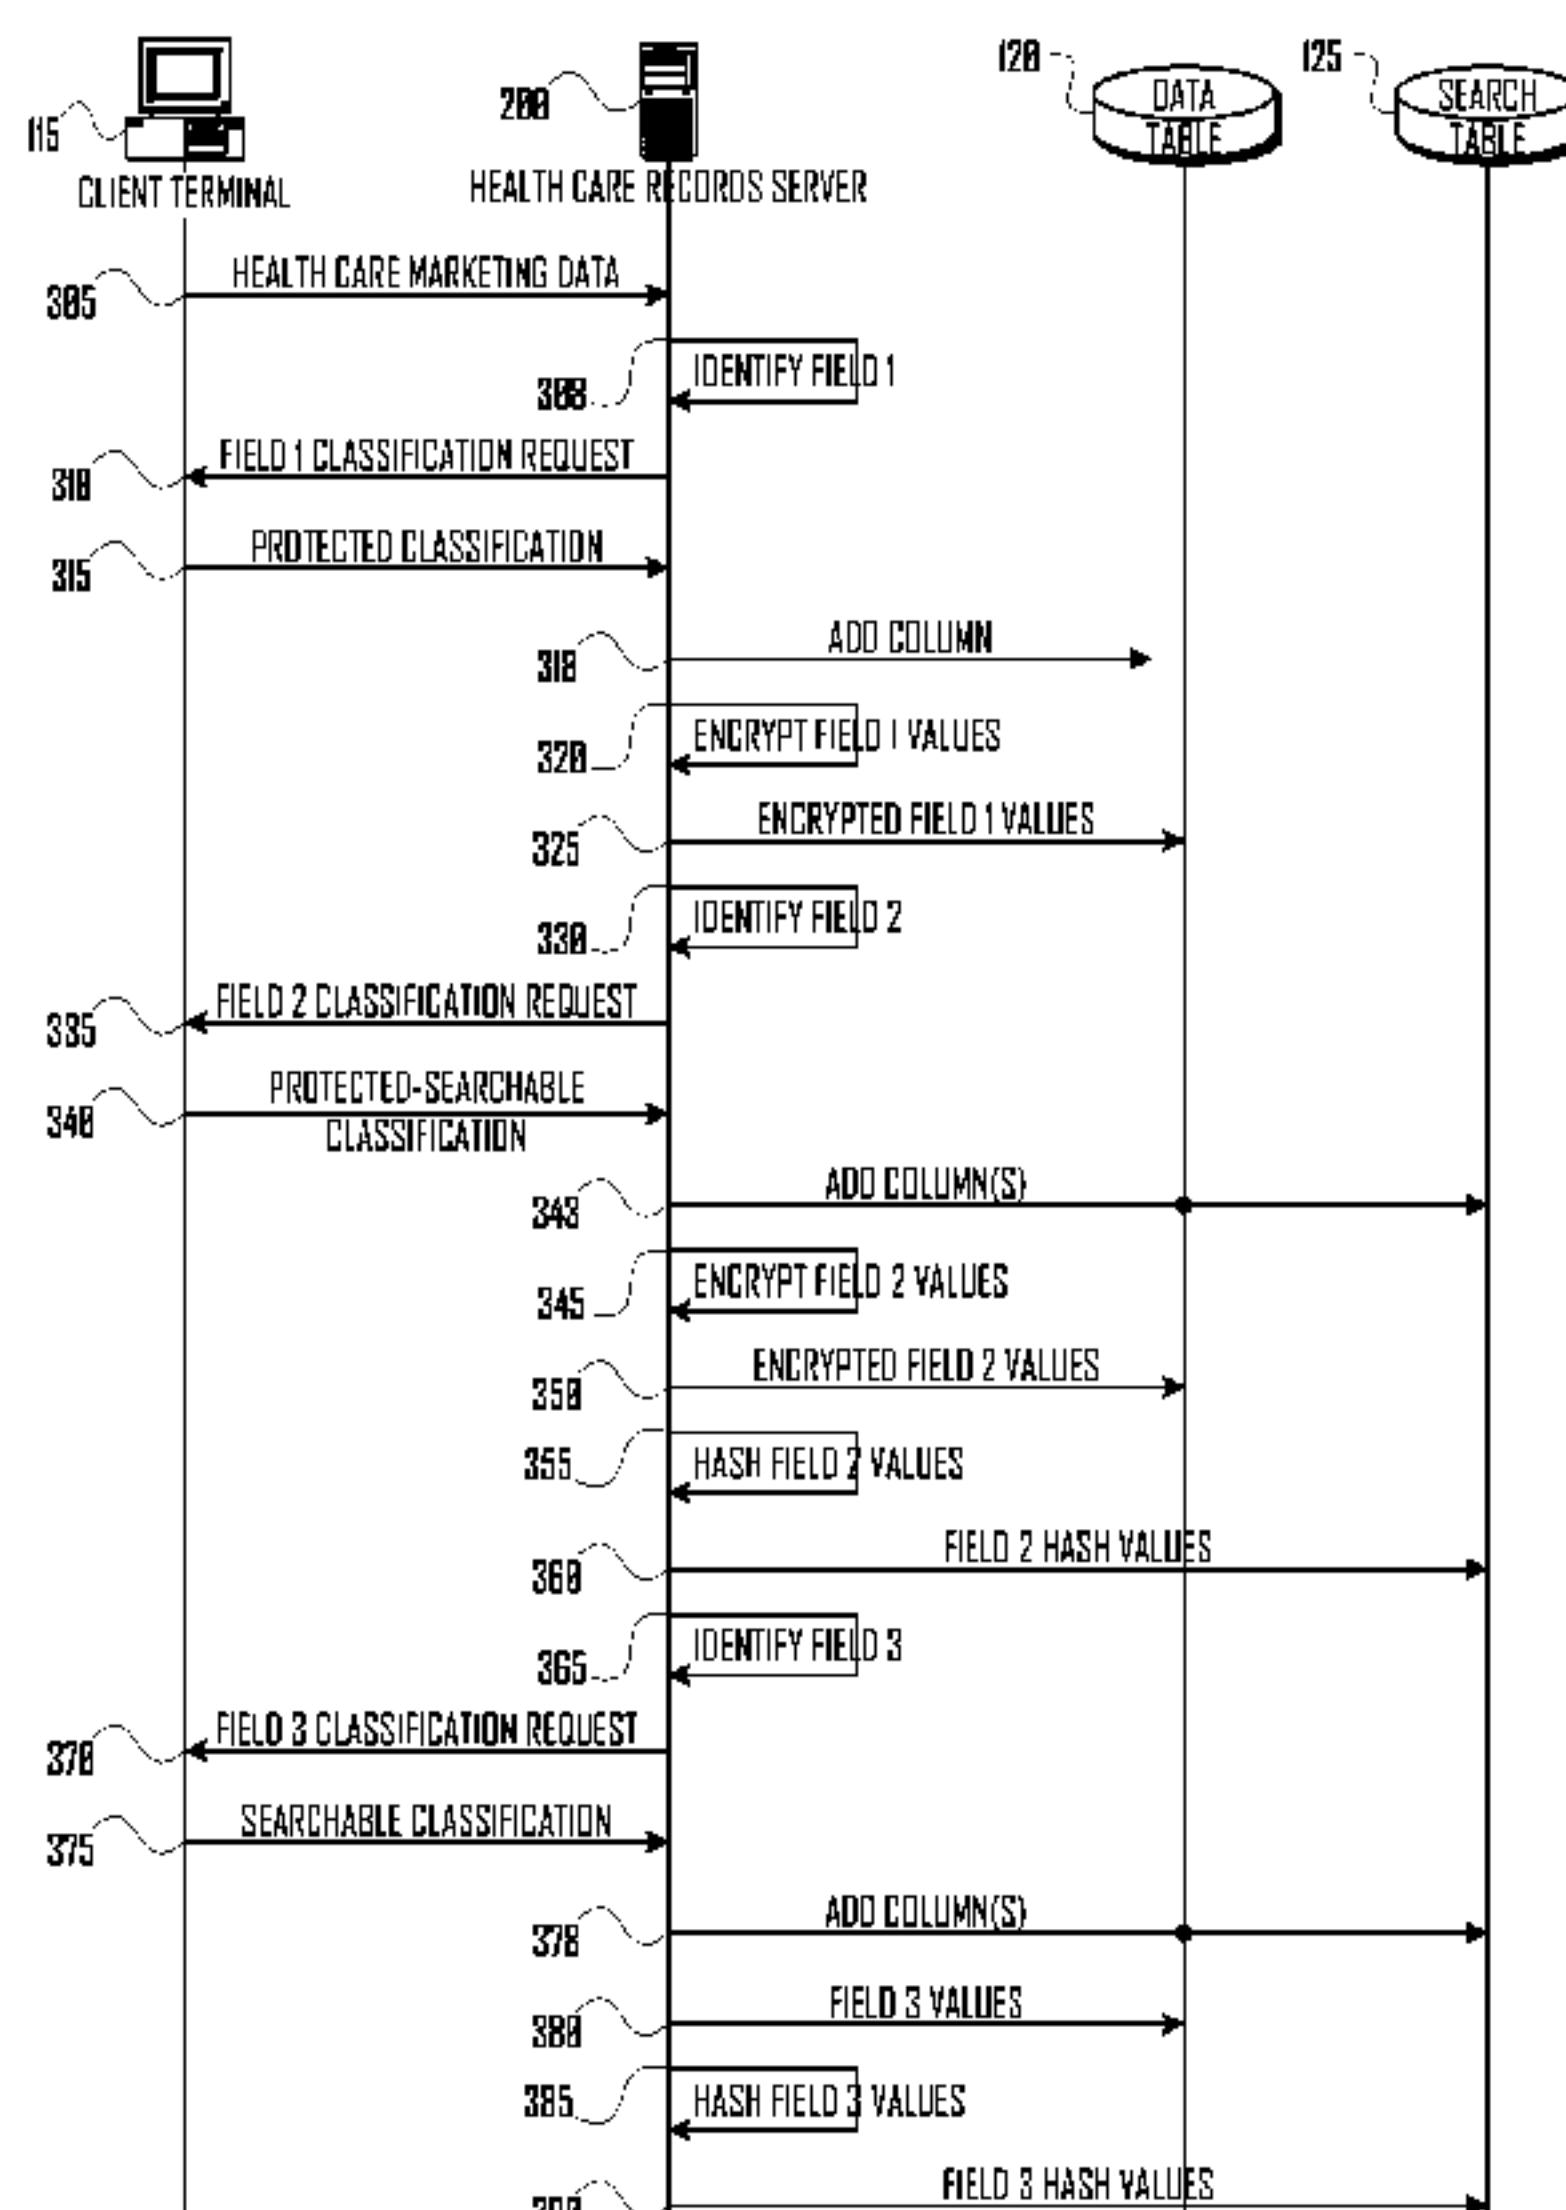 120
125
DATA
TABLE
SEARCH
TABLE
200
115
CLIENT TERMINAL
HEALTH CARE RECORDS SERVER
HEALTH CARE MARKETING DATA
305
IDENTIFY FIELD 1
308
FIELD 1 CLASSIFICATION REQUEST
310
PROTECTED CLASSIFICATION
315
ADD COLUMN
318
ENCRYPT FIELD 1 VALUES
320
ENCRYPTED FIELD 1 VALUES
325
IDENTIFY FIELD 2
330
FIELD 2 CLASSIFICATION REQUEST
335
PROTECTED-SEARCHABLE
CLASSIFICATION
340
ADD COLUMN(S)
343
ENCRYPT FIELD 2 VALUES
345
ENCRYPTED FIELD 2 VALUES
350
HASH FIELD 2 VALUES
355
FIELD 2 HASH VALUES
360
IDENTIFY FIELD 3
365
FIELD 3 CLASSIFICATION REQUEST
370
SEARCHABLE CLASSIFICATION
375
ADD COLUMN(S)
378
FIELD 3 VALUES
380
HASH FIELD 3 VALUES
385
FIELD 3 HASH VALUES